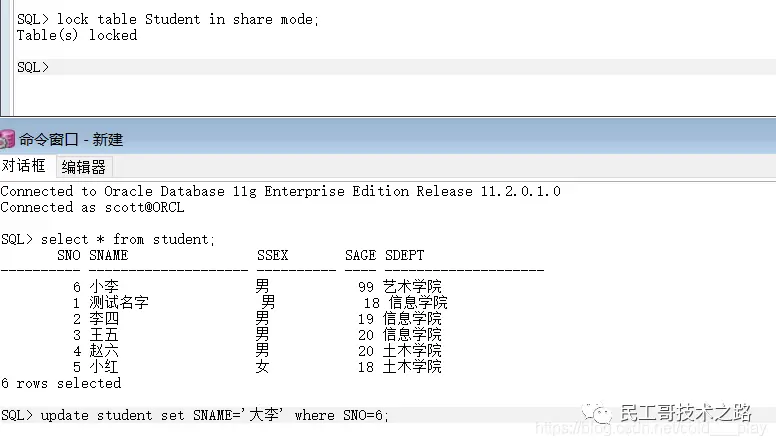 SQL> lock table Student in share mode;
Table(s) locked
SQL>
命令窗口 - 新建
对话框 编辑器
Connected to Oracle Database 11g Enterprise Edition Release 11.2.0.1.0
Connected as scott@ORCL
SQL> select * from student;
SNO SNAME SSEX SAGE SDEPT
---------- -------------------- ---------- ---- --------------------
6 小李 男 99 艺术学院
1 测试名字 男 18 信息学院
2 李四 男 19 信息学院
3 王五 男 20 信息学院
4 赵六 男 20 土木学院
5 小红 女 18 土木学院
6 rows selected
SQL> update student set SNAME='大李' where SNO=6;
民工哥技术之路